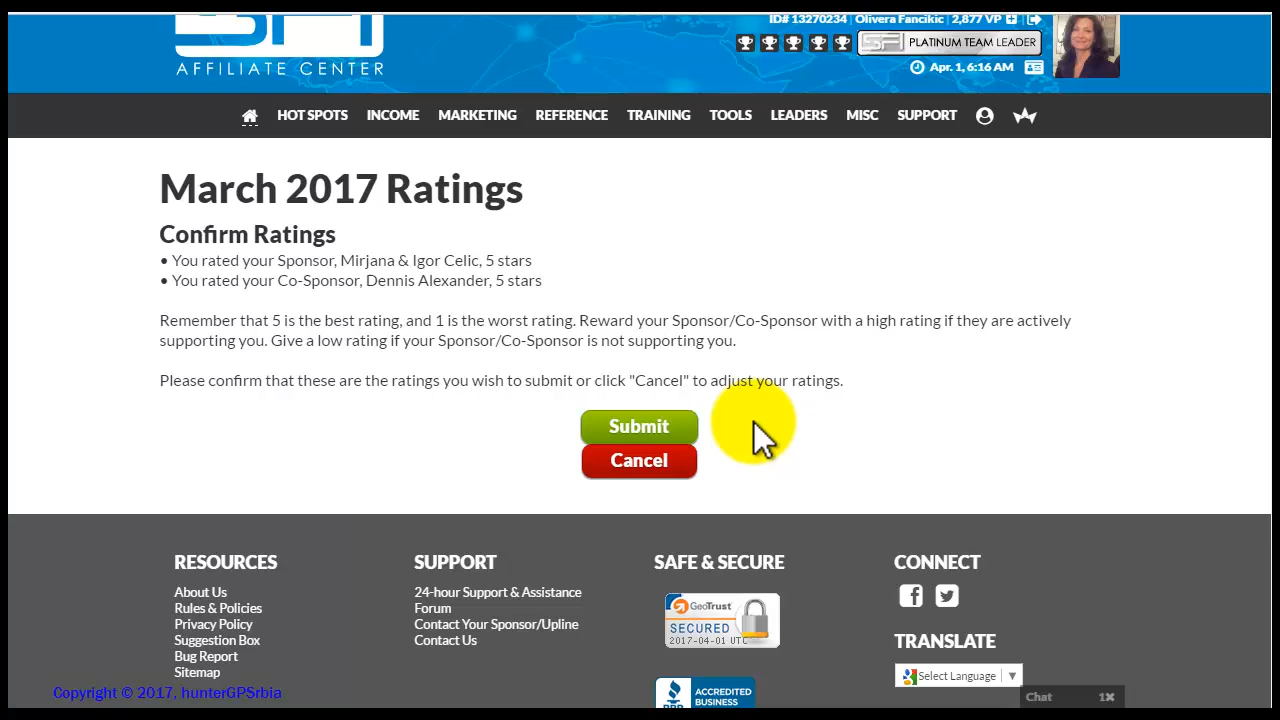 SFI
AFFILIATE CENTER
ID# 13270234 | Olivera Fancikic | 2,877 VP
SFI PLATINUM TEAM LEADER
Apr. 1, 6:16 AM
HOT SPOTS INCOME MARKETING REFERENCE TRAINING TOOLS LEADERS MISC SUPPORT
March 2017 Ratings
Confirm Ratings
• You rated your Sponsor, Mirjana & Igor Celic, 5 stars
• You rated your Co-Sponsor, Dennis Alexander, 5 stars
Remember that 5 is the best rating, and 1 is the worst rating. Reward your Sponsor/Co-Sponsor with a high rating if they are actively
supporting you. Give a low rating if your Sponsor/Co-Sponsor is not supporting you.
Please confirm that these are the ratings you wish to submit or click "Cancel" to adjust your ratings.
Submit
Cancel
RESOURCES
About Us
Rules & Policies
Privacy Policy
Suggestion Box
Bug Report
Sitemap
SUPPORT
24-hour Support & Assistance
Forum
Contact Your Sponsor/Upline
Contact Us
SAFE & SECURE
GeoTrust
SECURED
2017-04-01 UTC
BBB
ACCREDITED
BUSINESS
CONNECT
TRANSLATE
Select Language ▼
Chat 1
Copyright © 2017, hunterGPSrbia